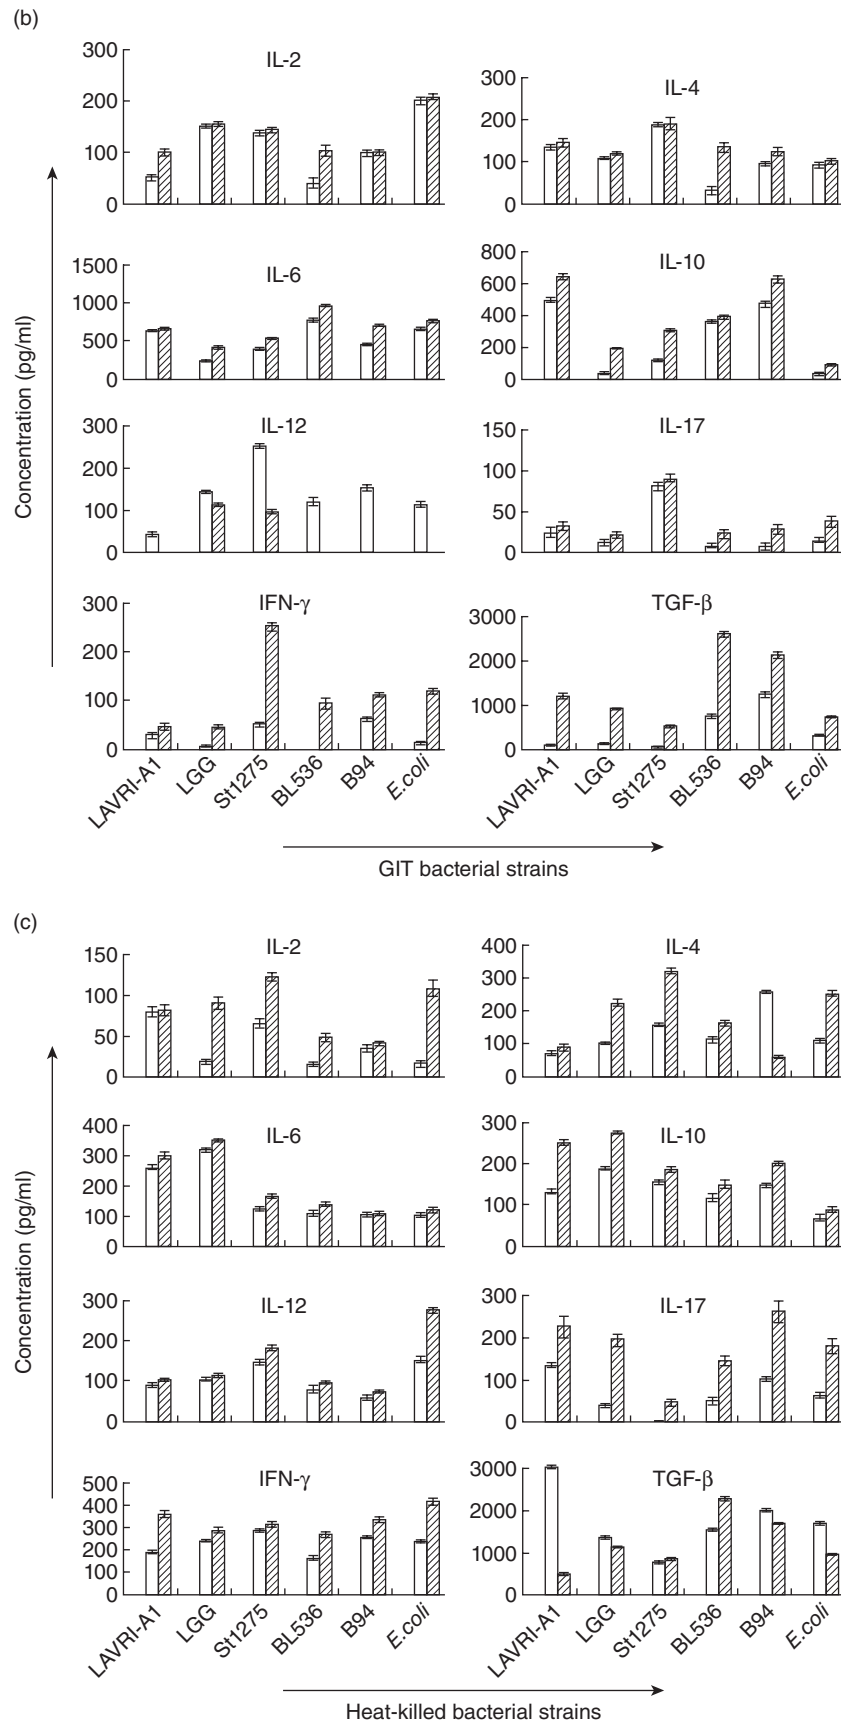 (b)
IL-2
300
200
100
0
IL-4
300
200
100
0
IL-6
1500
1000
500
0
IL-10
800
600
400
200
0
IL-12
300
200
100
0
IL-17
150
100
50
0
IFN-γ
300
200
100
0
TGF-β
3000
2000
1000
0
Concentration (pg/ml)
LAVRI-A1 LGG St1275 BL536 B94 E.coli
LAVRI-A1 LGG St1275 BL536 B94 E.coli
GIT bacterial strains
(c)
IL-2
150
100
50
0
IL-4
400
300
200
100
0
IL-6
400
300
200
100
0
IL-10
300
200
100
0
IL-12
300
200
100
0
IL-17
300
200
100
0
IFN-γ
500
400
300
200
100
0
TGF-β
3000
2000
1000
0
Concentration (pg/ml)
LAVRI-A1 LGG St1275 BL536 B94 E.coli
LAVRI-A1 LGG St1275 BL536 B94 E.coli
Heat-killed bacterial strains